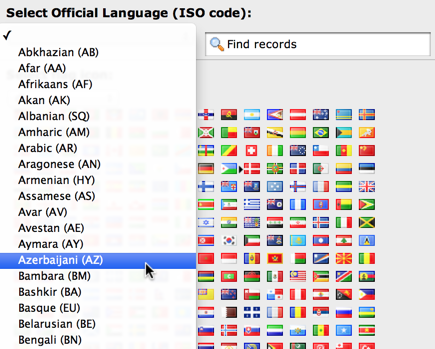 Select Official Language (ISO code):
✓
Find records
Abkhazian (AB)
Afar (AA)
Afrikaans (AF)
Akan (AK)
Albanian (SQ)
Amharic (AM)
Arabic (AR)
Aragonese (AN)
Armenian (HY)
Assamese (AS)
Avar (AV)
Avestan (AE)
Aymara (AY)
Azerbaijani (AZ)
Bambara (BM)
Bashkir (BA)
Basque (EU)
Belarusian (BE)
Bengali (BN)